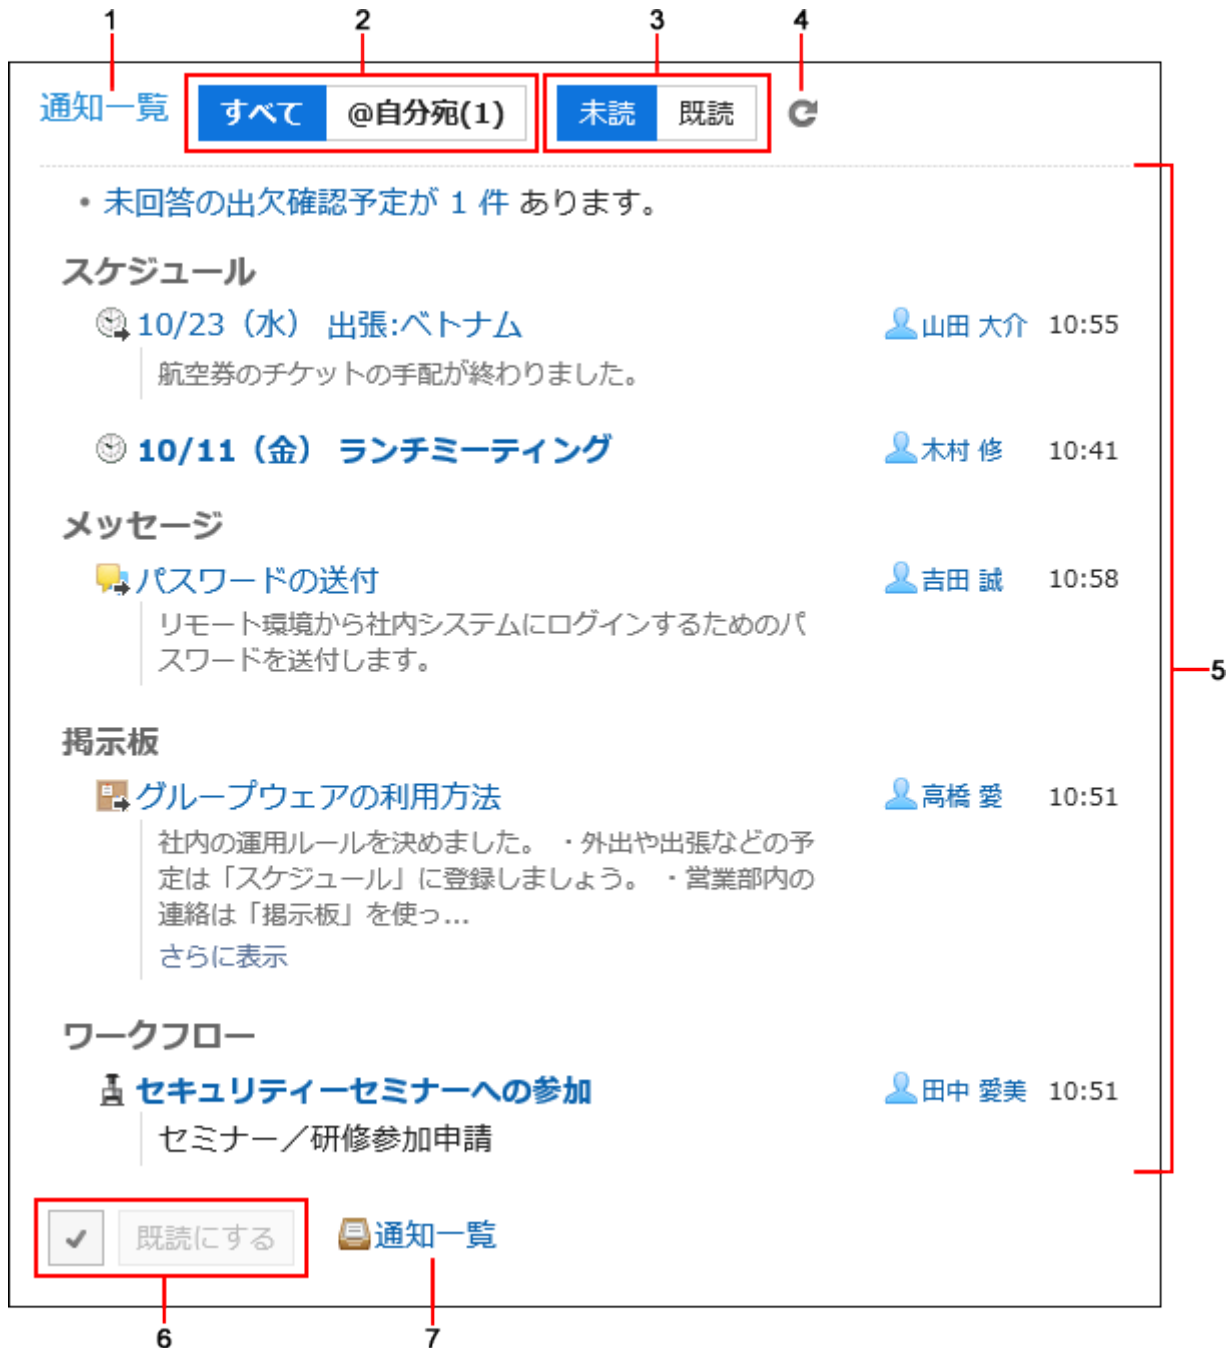 1 2 3 4
通知一覧 すべて @自分宛(1) 未読 既読
・未回答の出欠確認予定が 1 件 あります。
スケジュール
10/23（水） 出張:ベトナム 山田 大介 10:55
航空券のチケットの手配が終わりました。
10/11（金） ランチミーティング 木村 修 10:41
メッセージ
パスワードの送付 吉田 誠 10:58
リモート環境から社内システムにログインするためのパ
スワードを送付します。
5
掲示板
グループウェアの利用方法 高橋 愛 10:51
社内の運用ルールを決めました。 ・外出や出張などの予
定は「スケジュール」に登録しましょう。 ・営業部内の
連絡は「掲示板」を使っ...
さらに表示
ワークフロー
セキュリティーセミナーへの参加 田中 愛美 10:51
セミナー／研修参加申請
既読にする 通知一覧
6 7